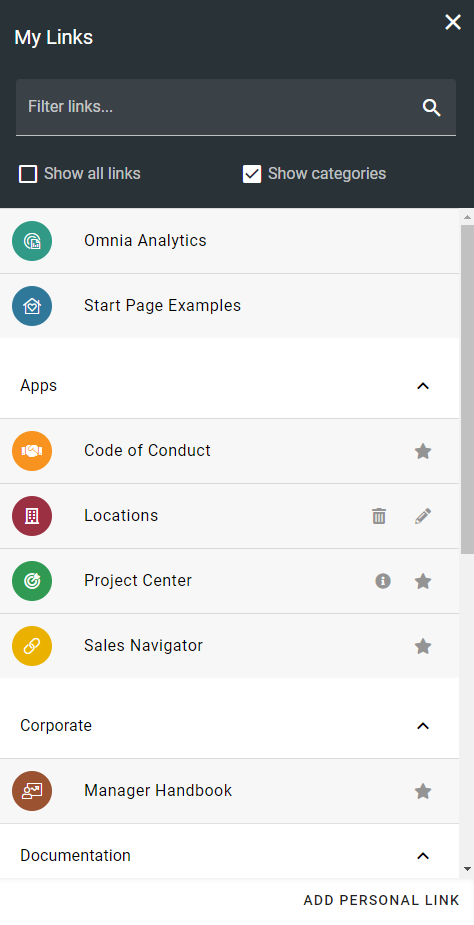 My Links
Filter links...
Show all links
Show categories
Omnia Analytics
Start Page Examples
Apps
Code of Conduct
Locations
Project Center
Sales Navigator
Corporate
Manager Handbook
Documentation
ADD PERSONAL LINK